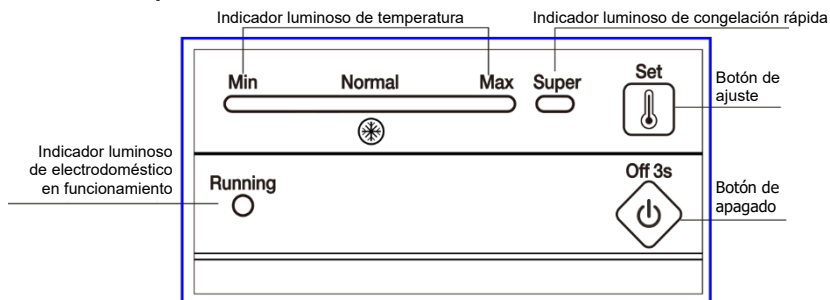 Indicador luminoso de temperatura
Indicador luminoso de congelación rápida
Min Normal Max Super Set
Botón de
ajuste
Indicador luminoso
de electrodoméstico
en funcionamiento
Running
Off 3s
Botón de
apagado